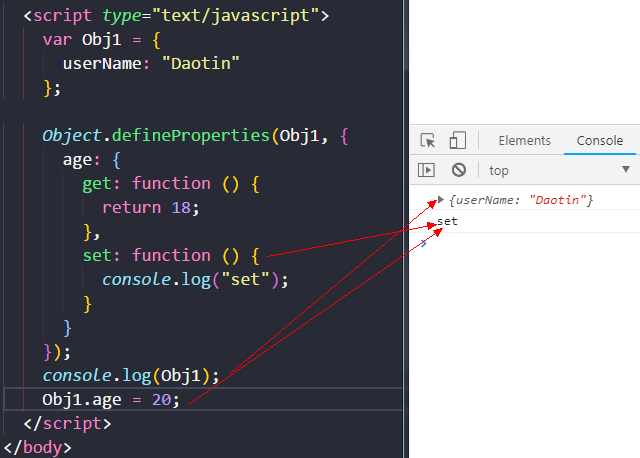 <script type="text/javascript">
var Obj1 = {
userName: "Daotin"
};
Object.defineProperties(Obj1, {
age: {
get: function () {
return 18;
},
set: function () {
console.log("set");
}
}
});
console.log(Obj1);
Obj1.age = 20;
</script>
</body>
Elements Console
top
{userName: "Daotin"}
set